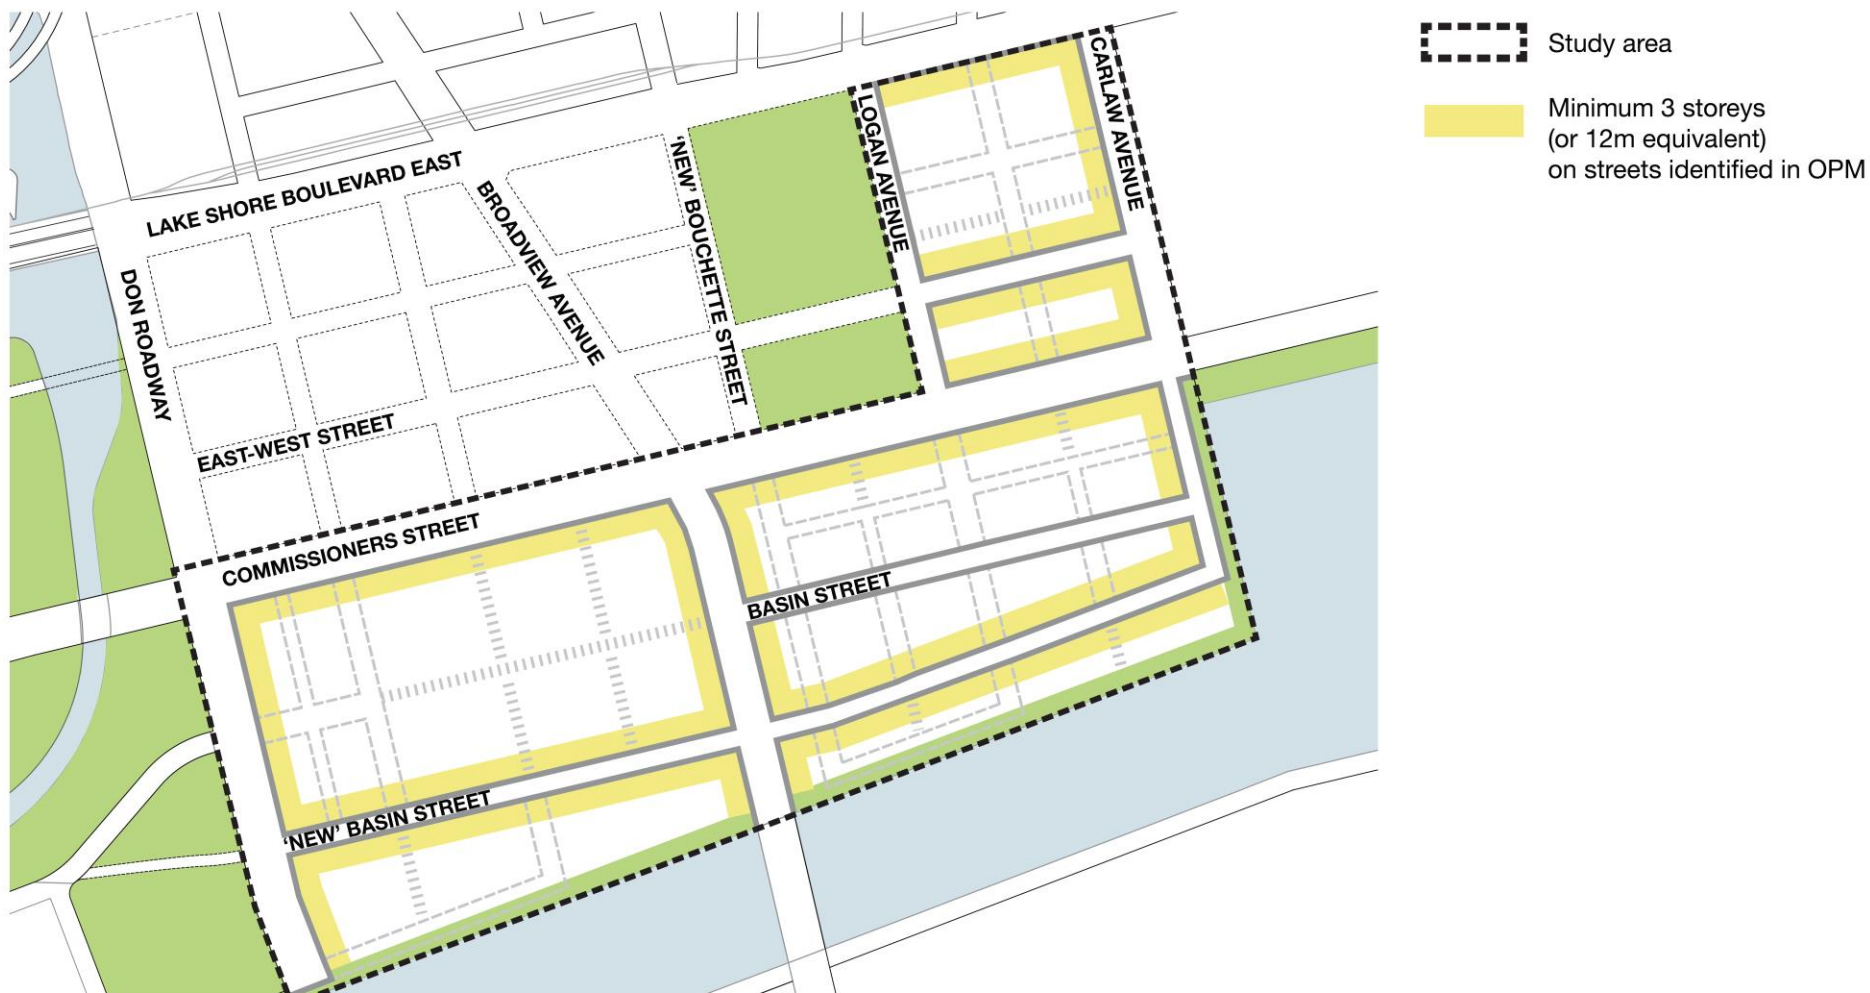 Study area
Minimum 3 storeys
(or 12m equivalent)
on streets identified in OPM
CARLAW AVENUE
LOGAN AVENUE
'NEW' BOUCHETTE STREET
LAKE SHORE BOULEVARD EAST
BROADVIEW AVENUE
DON ROADWAY
EAST-WEST STREET
COMMISSIONERS STREET
BASIN STREET
'NEW' BASIN STREET